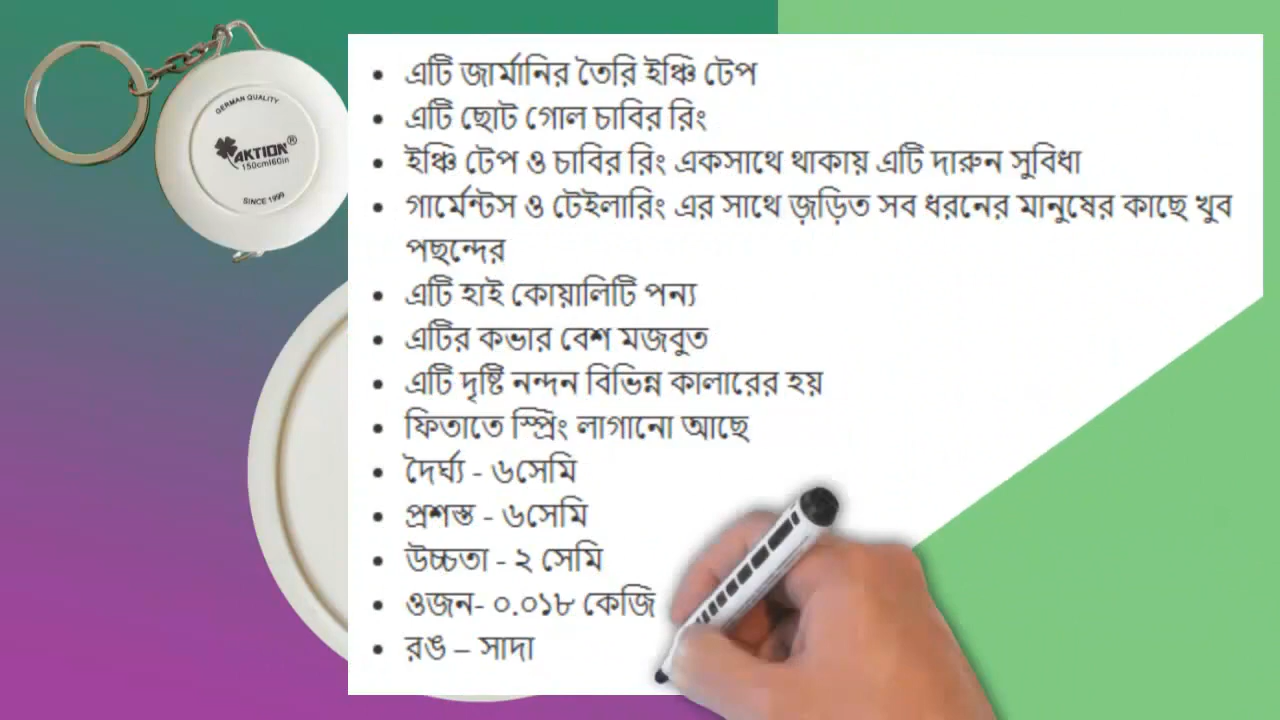 GERMAN QUALITY
AKTION®
150cm/60in
SINCE 1999
• এটি জার্মানির তৈরি ইঞ্চি টেপ
• এটি ছোট গোল চাবির রিং
• ইঞ্চি টেপ ও চাবির রিং একসাথে থাকায় এটি দারুন সুবিধা
• গার্মেন্টস ও টেইলারিং এর সাথে জ়ড়িত সব ধরনের মানুষের কাছে খুব
পছন্দের
• এটি হাই কোয়ালিটি পন্য
• এটির কভার বেশ মজবুত
• এটি দৃষ্টি নন্দন বিভিন্ন কালারের হয়
• ফিতাতে স্প্রিং লাগানো আছে
• দৈর্ঘ্য - ৬সেমি
• প্রশস্ত - ৬সেমি
• উচ্চতা - ২ সেমি
• ওজন- ০.০১৮ কেজি
• রঙ – সাদা